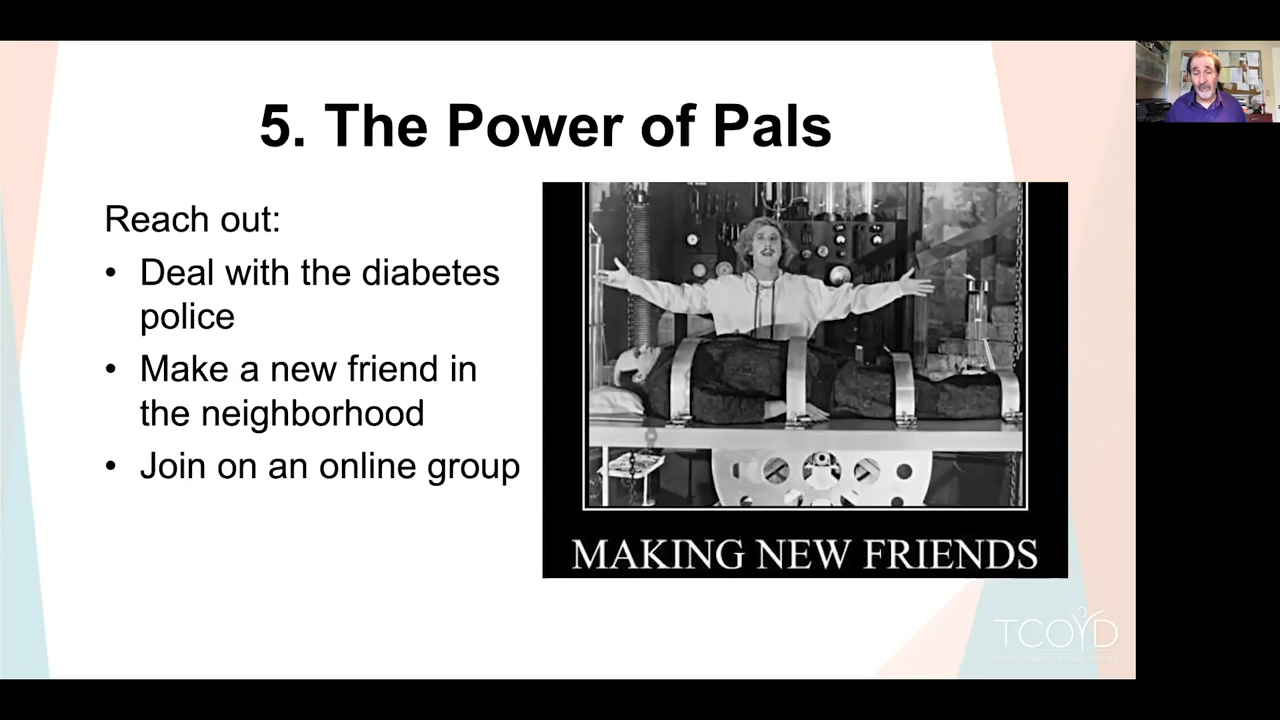 5. The Power of Pals
Reach out:
• Deal with the diabetes
police
• Make a new friend in
the neighborhood
• Join on an online group
MAKING NEW FRIENDS
TCOYD